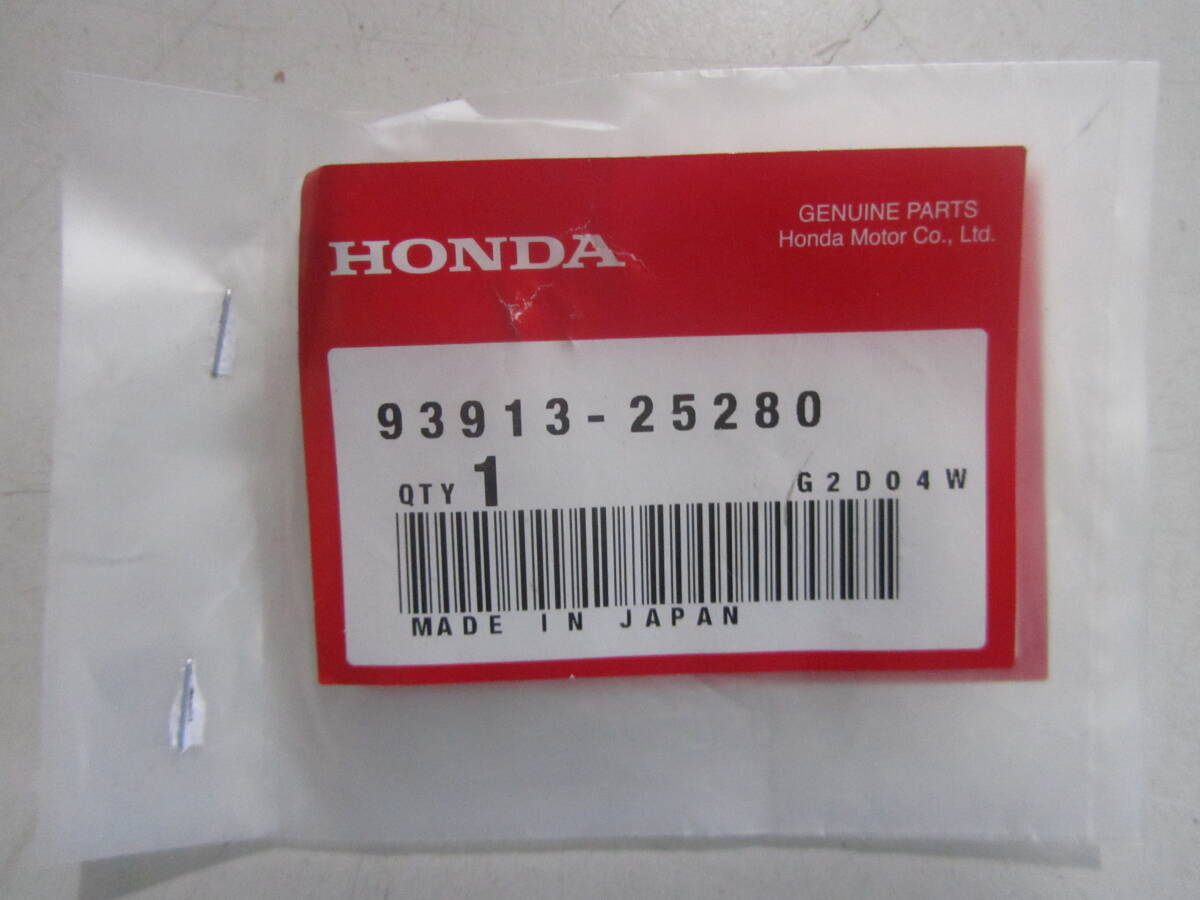 GENUINE PARTS
Honda Motor Co., Ltd.
HONDA
93913-25280
QTY 1 G2D04W
MADE IN JAPAN